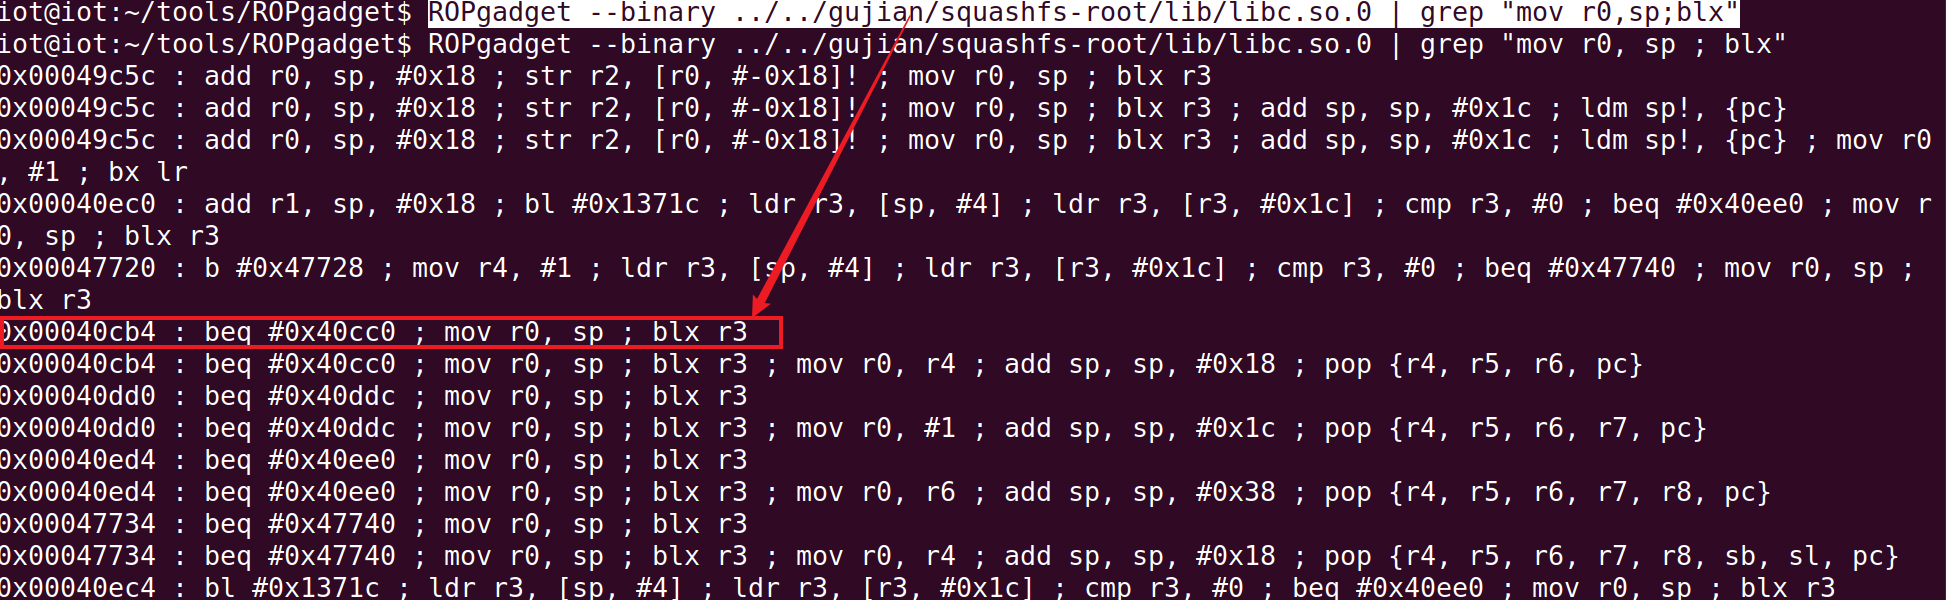 iot@iot:~/tools/ROPgadget$ ROPgadget --binary ../../gujian/squashfs-root/lib/libc.so.0 | grep "mov r0,sp;blx"
iot@iot:~/tools/ROPgadget$ ROPgadget --binary ../../gujian/squashfs-root/lib/libc.so.0 | grep "mov r0, sp ; blx"
0x00049c5c : add r0, sp, #0x18 ; str r2, [r0, #-0x18]! ; mov r0, sp ; blx r3
0x00049c5c : add r0, sp, #0x18 ; str r2, [r0, #-0x18]! ; mov r0, sp ; blx r3 ; add sp, sp, #0x1c ; ldm sp!, {pc}
0x00049c5c : add r0, sp, #0x18 ; str r2, [r0, #-0x18]! ; mov r0, sp ; blx r3 ; add sp, sp, #0x1c ; ldm sp!, {pc} ; mov r0
, #1 ; bx lr
0x00040ec0 : add r1, sp, #0x18 ; bl #0x1371c ; ldr r3, [sp, #4] ; ldr r3, [r3, #0x1c] ; cmp r3, #0 ; beq #0x40ee0 ; mov r
0, sp ; blx r3
0x00047720 : b #0x47728 ; mov r4, #1 ; ldr r3, [sp, #4] ; ldr r3, [r3, #0x1c] ; cmp r3, #0 ; beq #0x47740 ; mov r0, sp ;
blx r3
0x00040cb4 : beq #0x40cc0 ; mov r0, sp ; blx r3
0x00040cb4 : beq #0x40cc0 ; mov r0, sp ; blx r3 ; mov r0, r4 ; add sp, sp, #0x18 ; pop {r4, r5, r6, pc}
0x00040dd0 : beq #0x40ddc ; mov r0, sp ; blx r3
0x00040dd0 : beq #0x40ddc ; mov r0, sp ; blx r3 ; mov r0, #1 ; add sp, sp, #0x1c ; pop {r4, r5, r6, r7, pc}
0x00040ed4 : beq #0x40ee0 ; mov r0, sp ; blx r3
0x00040ed4 : beq #0x40ee0 ; mov r0, sp ; blx r3 ; mov r0, r6 ; add sp, sp, #0x38 ; pop {r4, r5, r6, r7, r8, pc}
0x00047734 : beq #0x47740 ; mov r0, sp ; blx r3
0x00047734 : beq #0x47740 ; mov r0, sp ; blx r3 ; mov r0, r4 ; add sp, sp, #0x18 ; pop {r4, r5, r6, r7, r8, sb, sl, pc}
0x00040ec4 : bl #0x1371c ; ldr r3, [sp, #4] ; ldr r3, [r3, #0x1c] ; cmp r3, #0 ; beq #0x40ee0 ; mov r0, sp ; blx r3